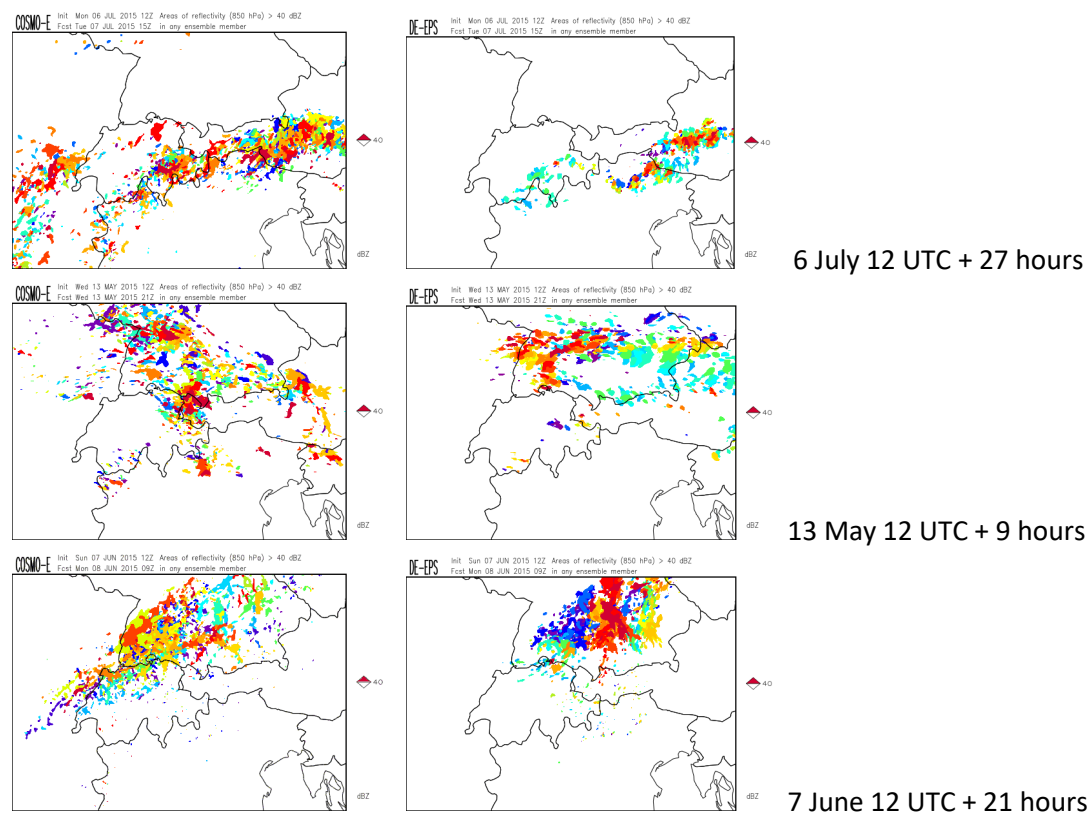 COSMO-E Init Mon 06 JUL 2015 12Z Areas of reflectivity (850 hPa) > 40 dBZ
Fcst Tue 07 JUL 2015 15Z in any ensemble member
40
dBZ
DE-EPS Init Mon 06 JUL 2015 12Z Areas of reflectivity (850 hPa) > 40 dBZ
Fcst Tue 07 JUL 2015 15Z in any ensemble member
40
dBZ
6 July 12 UTC + 27 hours
COSMO-E Init Wed 13 MAY 2015 12Z Areas of reflectivity (850 hPa) > 40 dBZ
Fcst Wed 13 MAY 2015 21Z in any ensemble member
40
dBZ
DE-EPS Init Wed 13 MAY 2015 12Z Areas of reflectivity (850 hPa) > 40 dBZ
Fcst Wed 13 MAY 2015 21Z in any ensemble member
40
dBZ
13 May 12 UTC + 9 hours
COSMO-E Init Sun 07 JUN 2015 12Z Areas of reflectivity (850 hPa) > 40 dBZ
Fcst Mon 08 JUN 2015 09Z in any ensemble member
40
dBZ
DE-EPS Init Sun 07 JUN 2015 12Z Areas of reflectivity (850 hPa) > 40 dBZ
Fcst Mon 08 JUN 2015 09Z in any ensemble member
40
dBZ
7 June 12 UTC + 21 hours